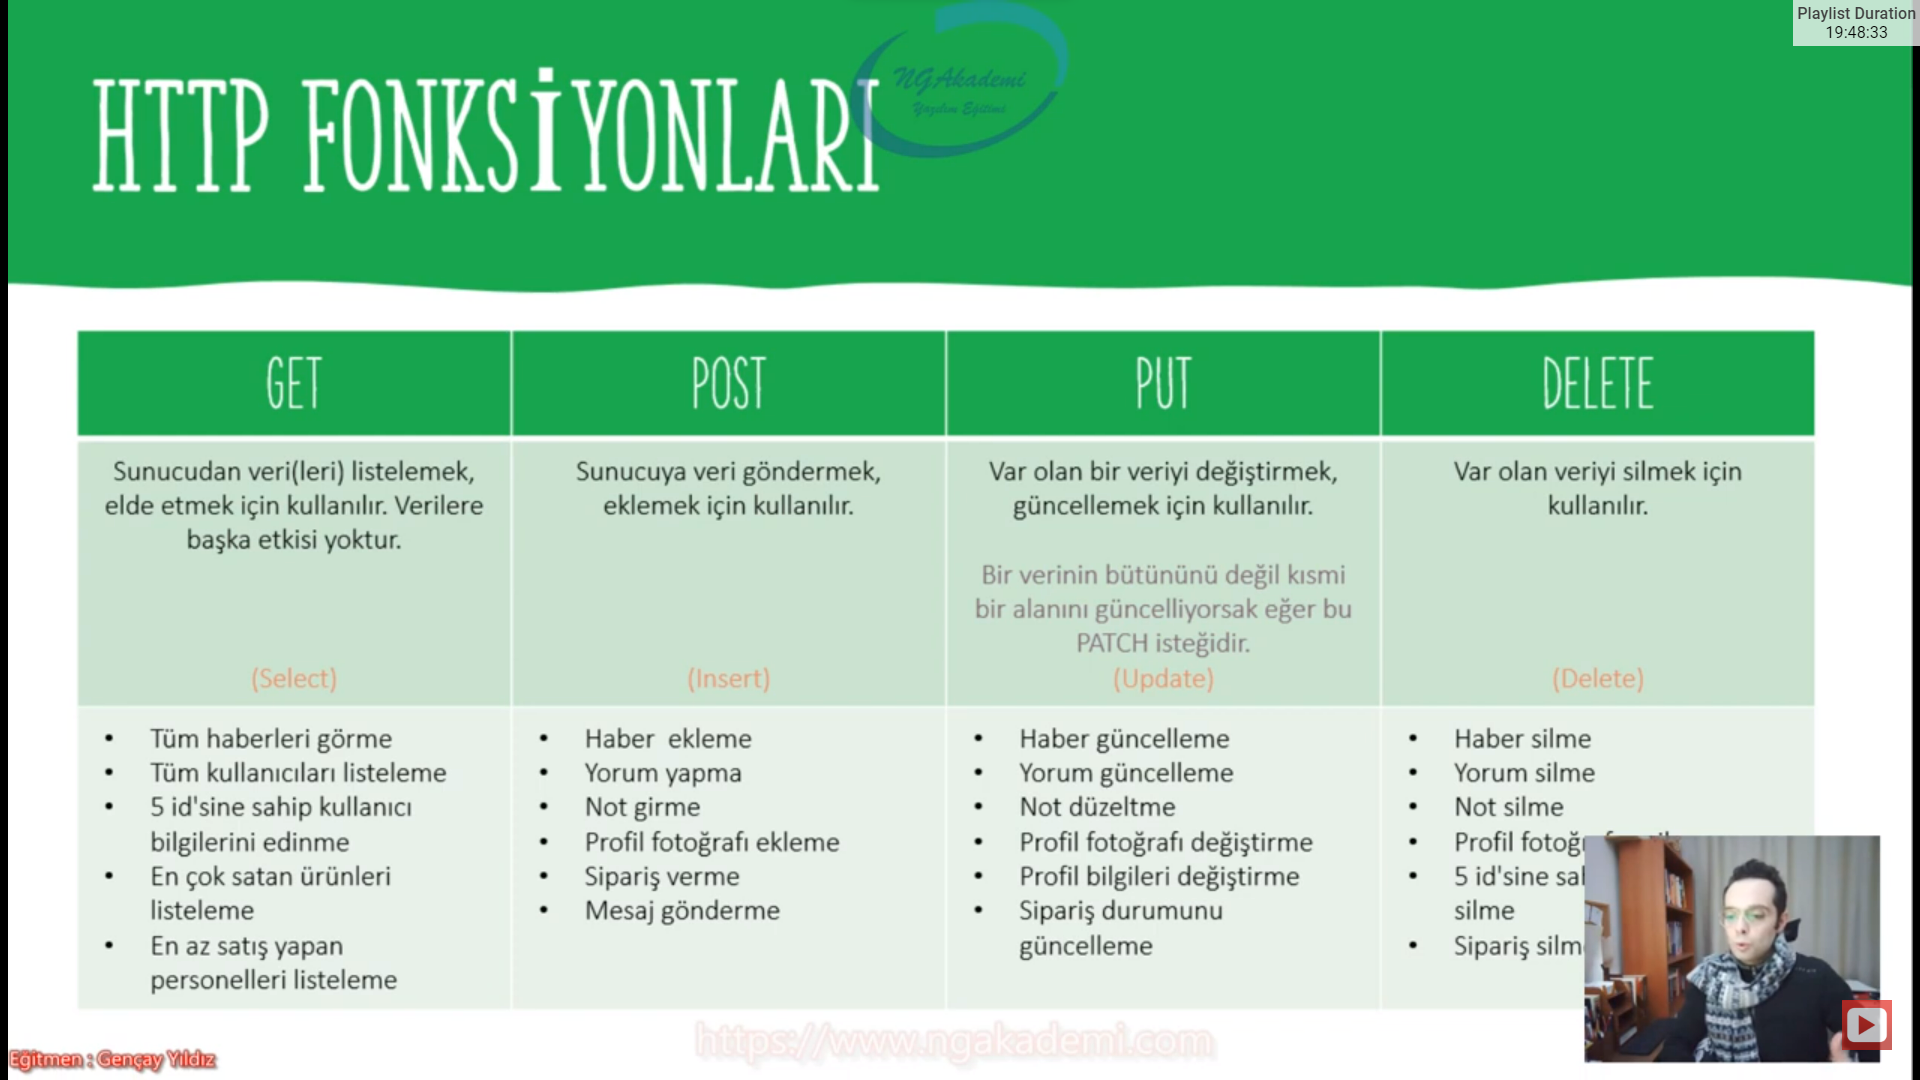 Playlist Duration
19:48:33
NGAkademi
Yazılım Eğitimi
HTTP FONKSİYONLARI
GET
POST
PUT
DELETE
Sunucudan veri(leri) listelemek,
elde etmek için kullanılır. Verilere
başka etkisi yoktur.
(Select)
Sunucuya veri göndermek,
eklemek için kullanılır.
(Insert)
Var olan bir veriyi değiştirmek,
güncellemek için kullanılır.
Bir verinin bütününü değil kısmi
bir alanını güncelliyorsak eğer bu
PATCH isteğidir.
(Update)
Var olan veriyi silmek için
kullanılır.
(Delete)
• Tüm haberleri görme
• Tüm kullanıcıları listeleme
• 5 id'sine sahip kullanıcı
bilgilerini edinme
• En çok satan ürünleri
listeleme
• En az satış yapan
personelleri listeleme
• Haber ekleme
• Yorum yapma
• Not girme
• Profil fotoğrafı ekleme
• Sipariş verme
• Mesaj gönderme
• Haber güncelleme
• Yorum güncelleme
• Not düzeltme
• Profil fotoğrafı değiştirme
• Profil bilgileri değiştirme
• Sipariş durumunu
güncelleme
• Haber silme
• Yorum silme
• Not silme
• Profil
• 5 id'sine
silme
• Sipariş
https://www.ngakademi.com
Eğitmen : Gençay Yıldız